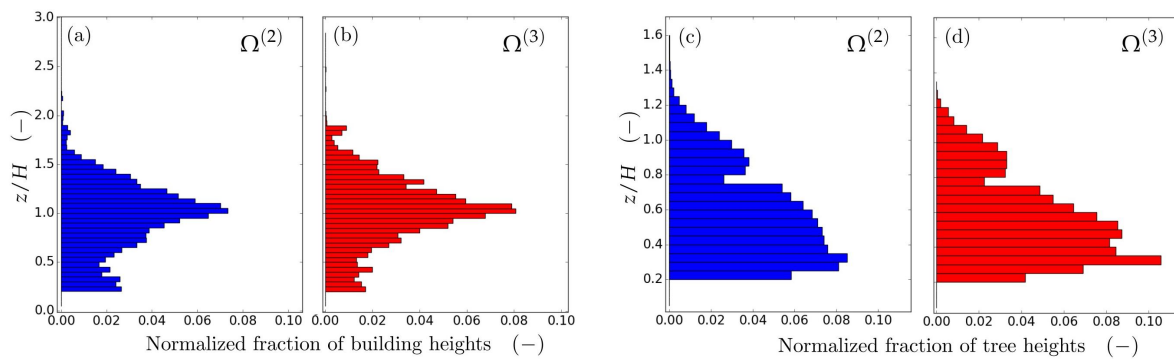 (a)
Ω(2)
(b)
Ω(3)
(c)
Ω(2)
(d)
Ω(3)
3.0
2.5
2.0
1.5
1.0
0.5
0.0
z/H (−)
0.00 0.02 0.04 0.06 0.08 0.10
0.00 0.02 0.04 0.06 0.08 0.10
Normalized fraction of building heights (−)
1.6
1.4
1.2
1.0
0.8
0.6
0.4
0.2
z/H (−)
0.00 0.02 0.04 0.06 0.08 0.10
0.00 0.02 0.04 0.06 0.08 0.10
Normalized fraction of tree heights (−)